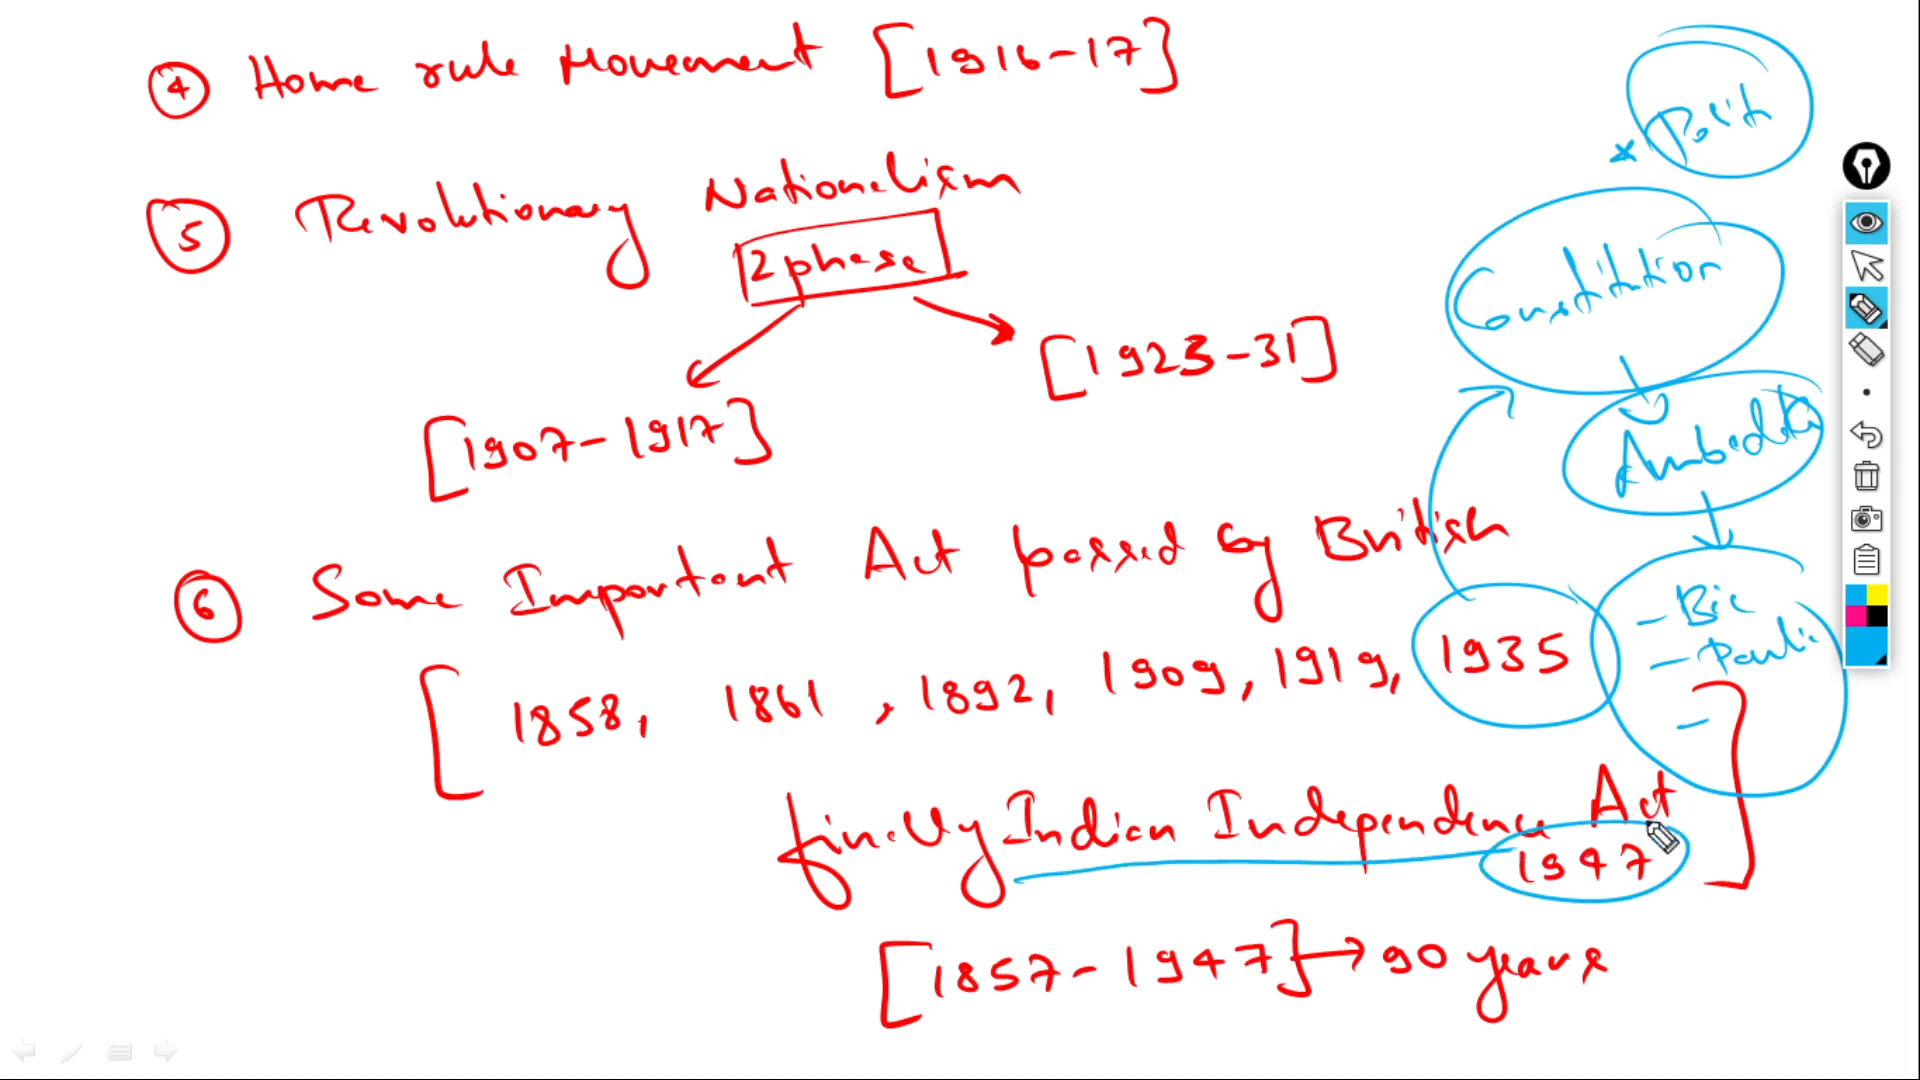 ④ Home rule Movement [1916-17]
⑤ Revolutionary Nationalism
2 phase
[1907-1917]
[1923-31]
⑥ Some Important Act passed by British
[1858, 1861, 1892, 1909, 1919, 1935
finally Indian Independence Act
1947]
[1857-1947] → 90 years
Constitution
-